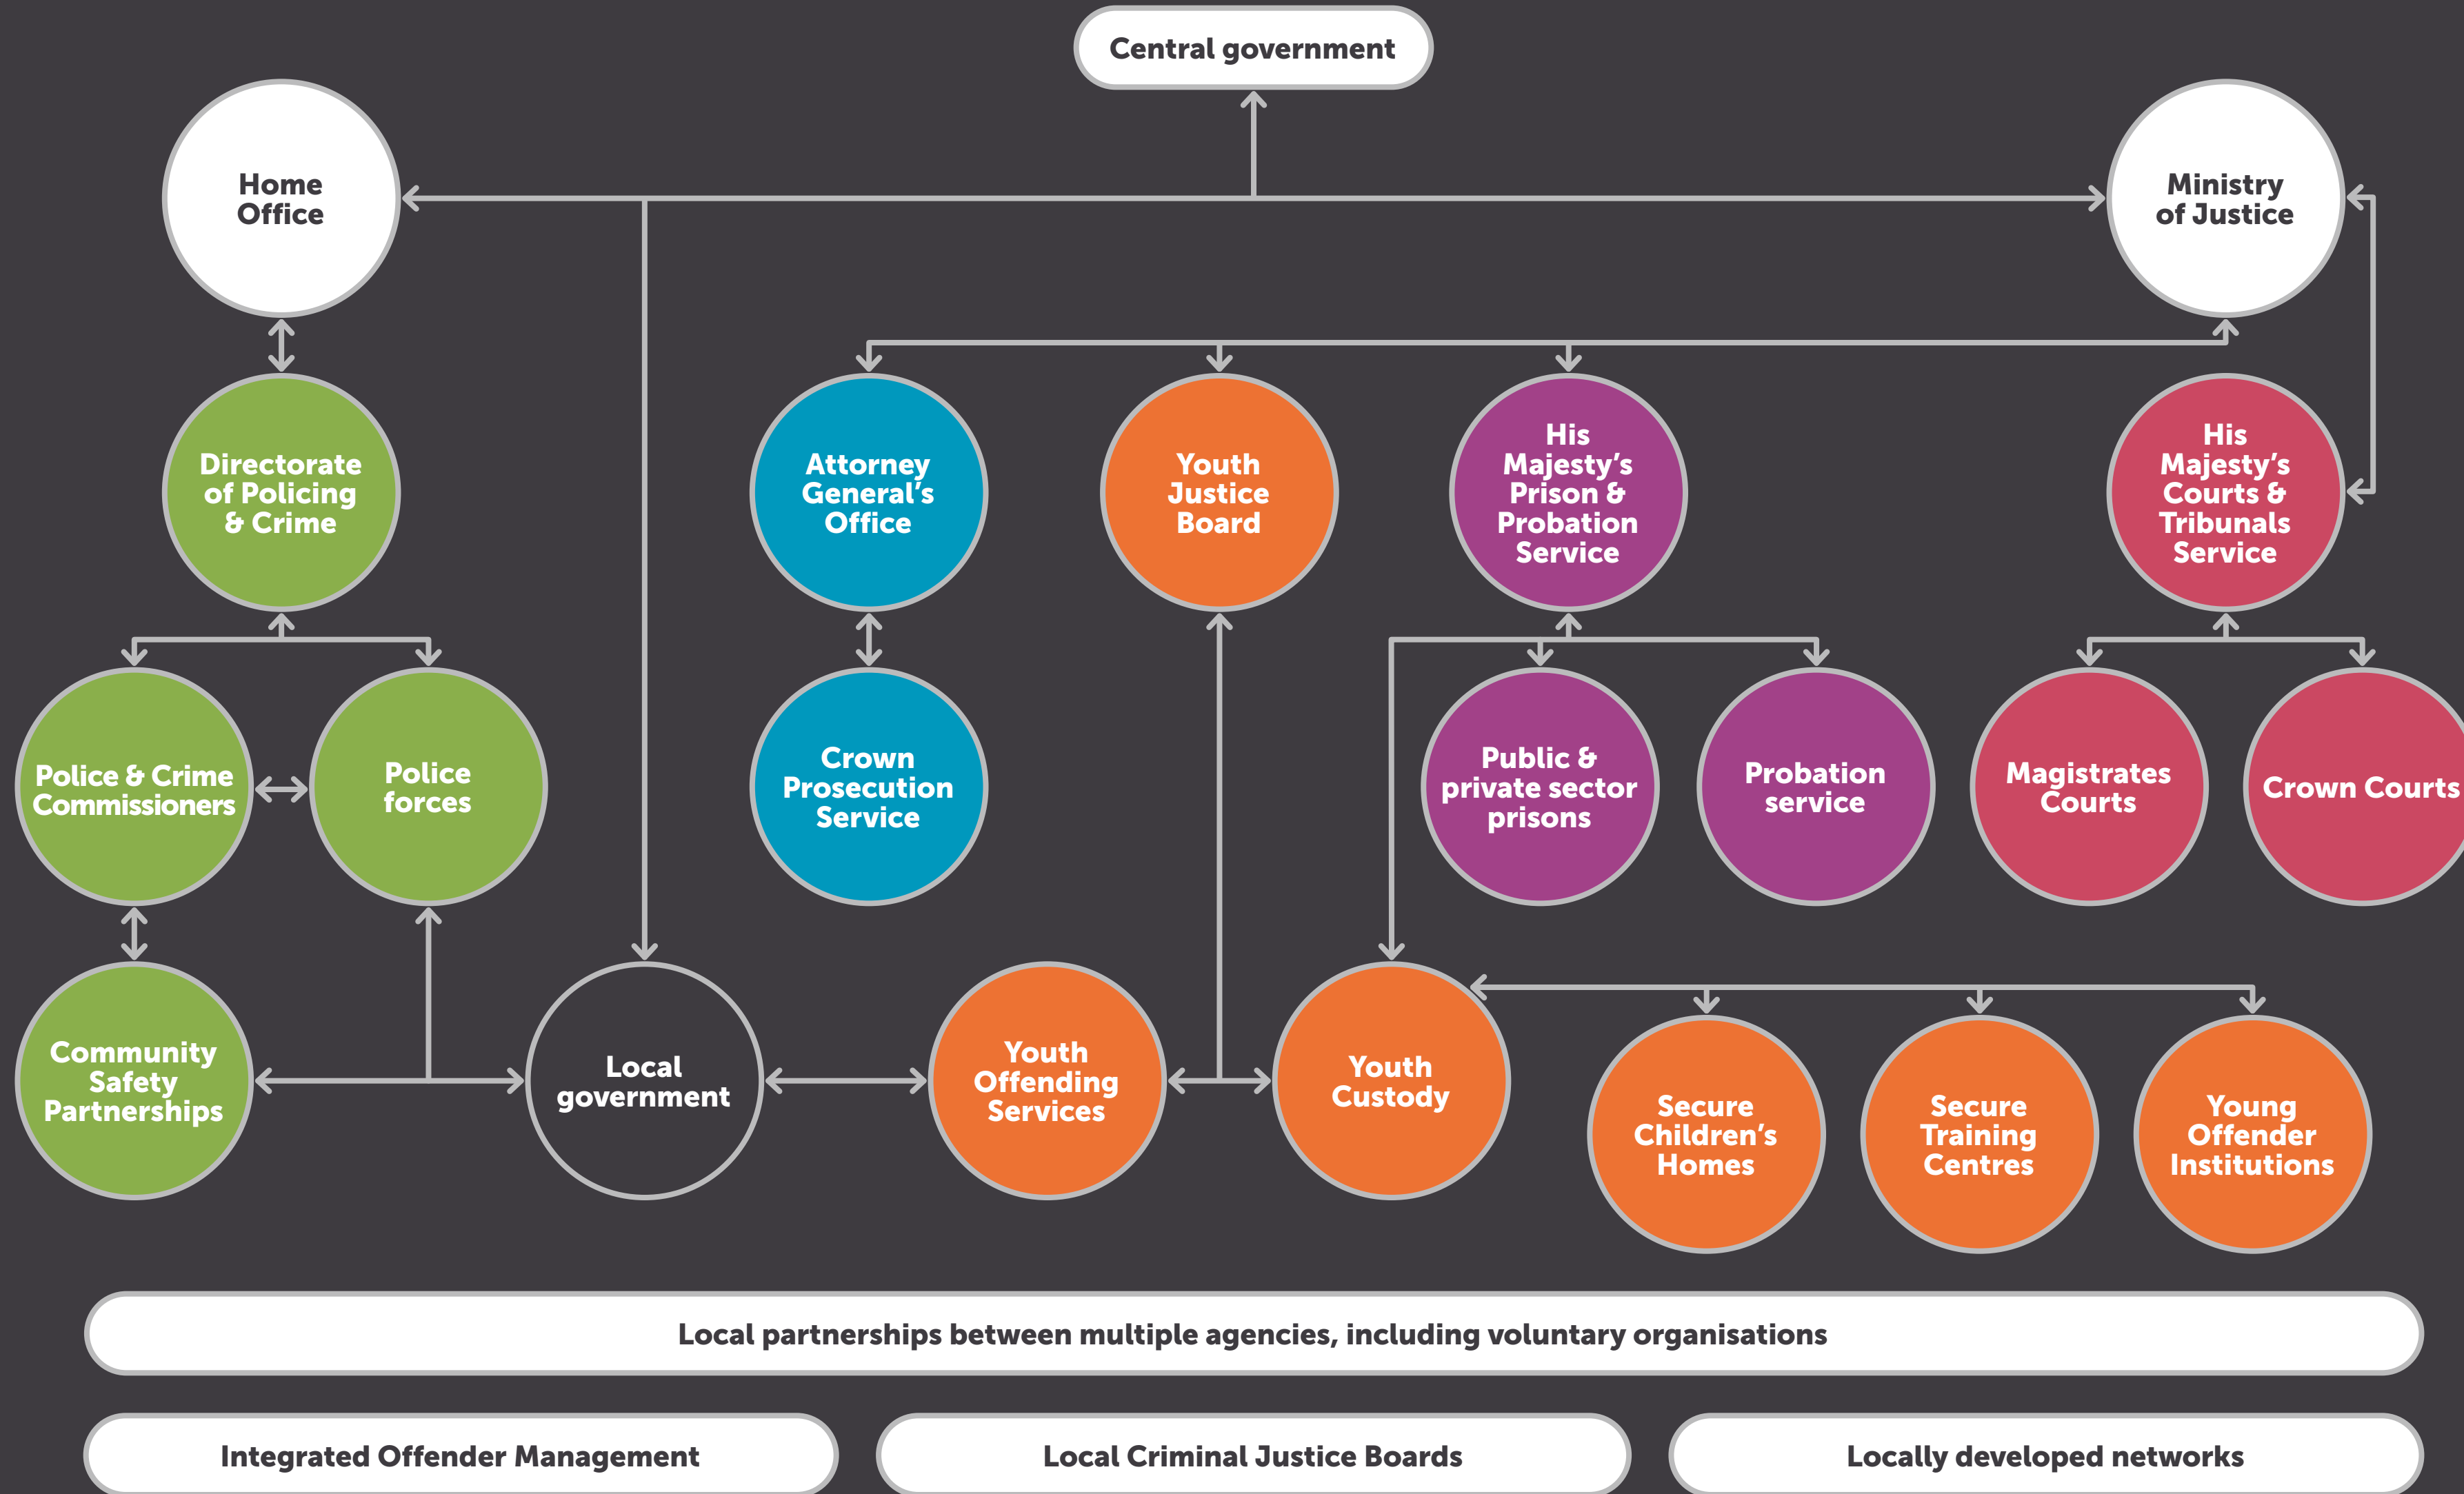 Central government
Home
Office
Ministry
of Justice
Directorate
of Policing
& Crime
Attorney
General’s
Office
Youth
Justice
Board
His
Majesty’s
Prison &
Probation
Service
His
Majesty’s
Courts &
Tribunals
Service
Police & Crime
Commissioners
Police
forces
Crown
Prosecution
Service
Public &
private sector
prisons
Probation
service
Magistrates
Courts
Crown Courts
Community
Safety
Partnerships
Local
government
Youth
Offending
Services
Youth
Custody
Secure
Children’s
Homes
Secure
Training
Centres
Young
Offender
Institutions
Local partnerships between multiple agencies, including voluntary organisations
Integrated Offender Management
Local Criminal Justice Boards
Locally developed networks